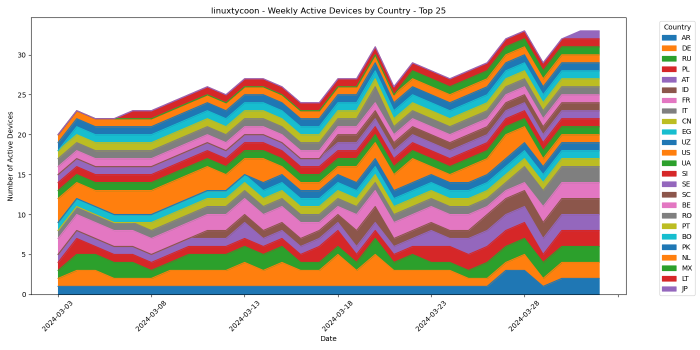 linuxtycoon - Weekly Active Devices by Country - Top 25
Number of Active Devices
30
25
20
15
10
5
0
2024-03-03
2024-03-08
2024-03-13
2024-03-18
2024-03-23
2024-03-28
Date
Country
AR
DE
RU
PL
AT
ID
FR
IT
CN
EG
UZ
US
UA
SI
SE
SC
BE
RO
PT
BO
PK
NL
MX
LT
JP